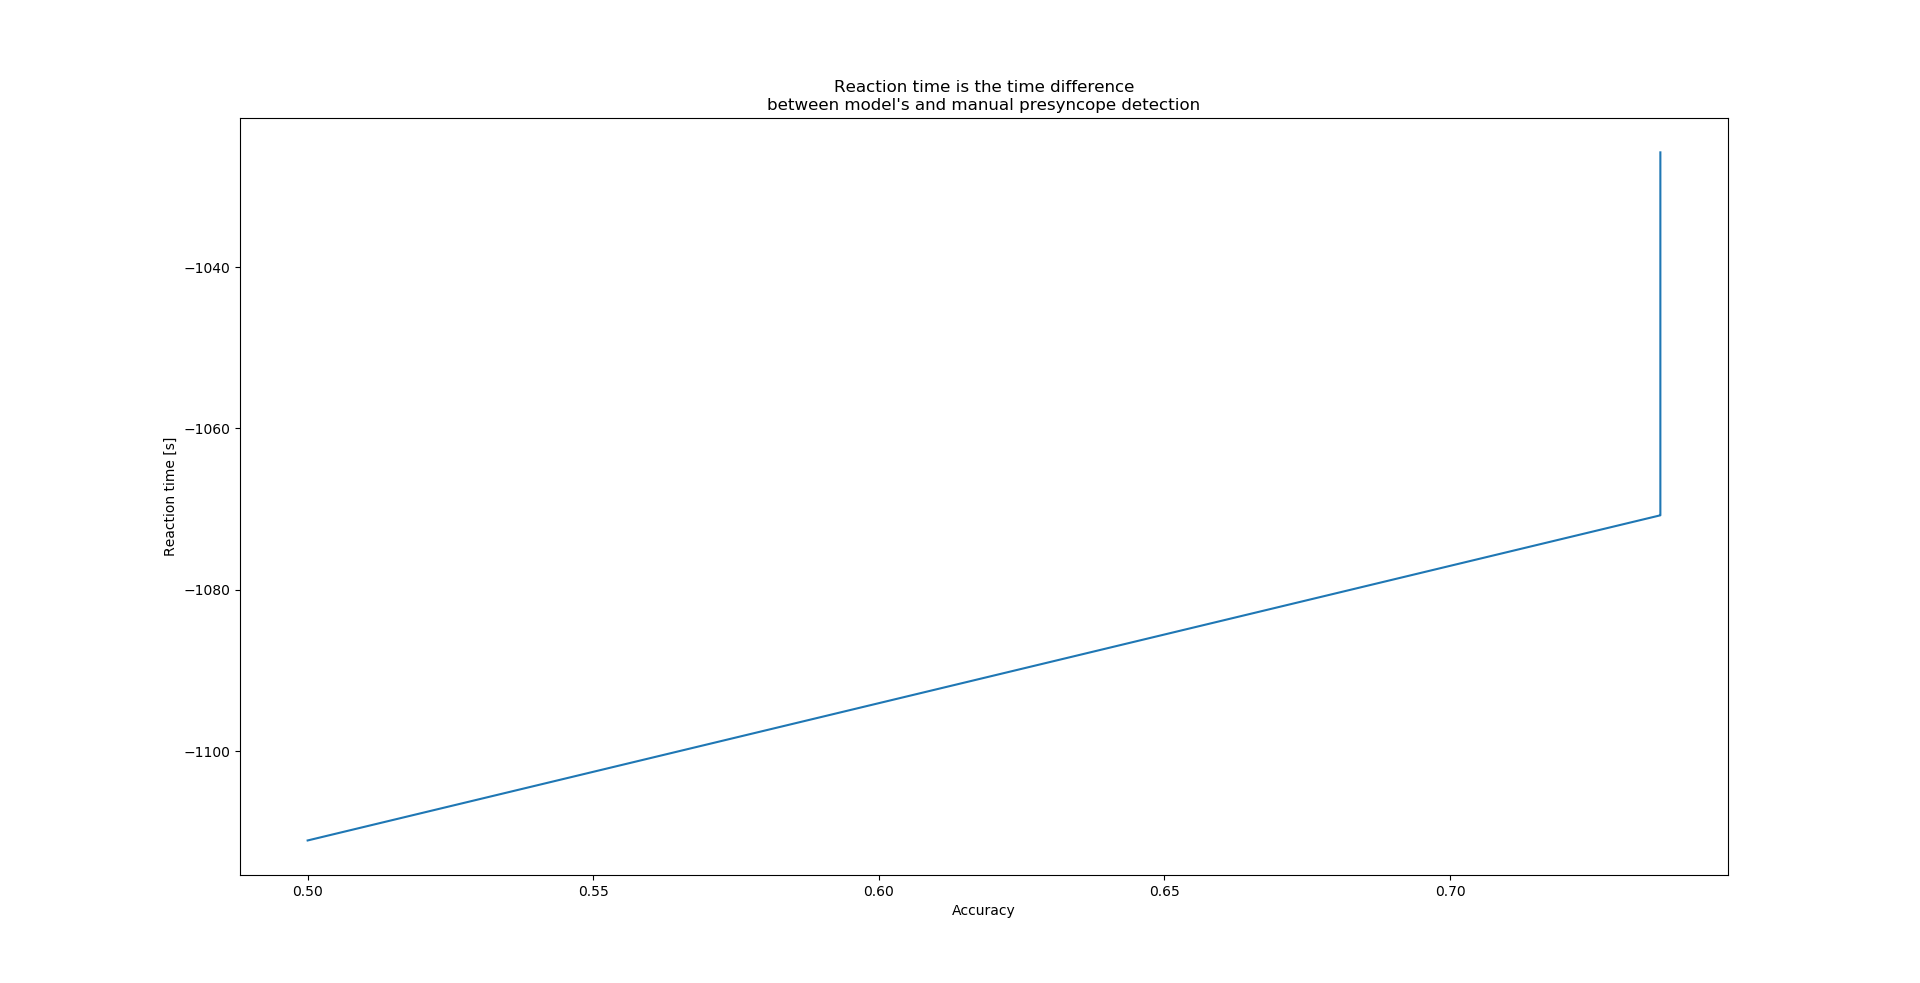 Reaction time is the time difference
between model's and manual presyncope detection
−1040
−1060
−1080
−1100
Reaction time [s]
0.50 0.55 0.60 0.65 0.70
Accuracy